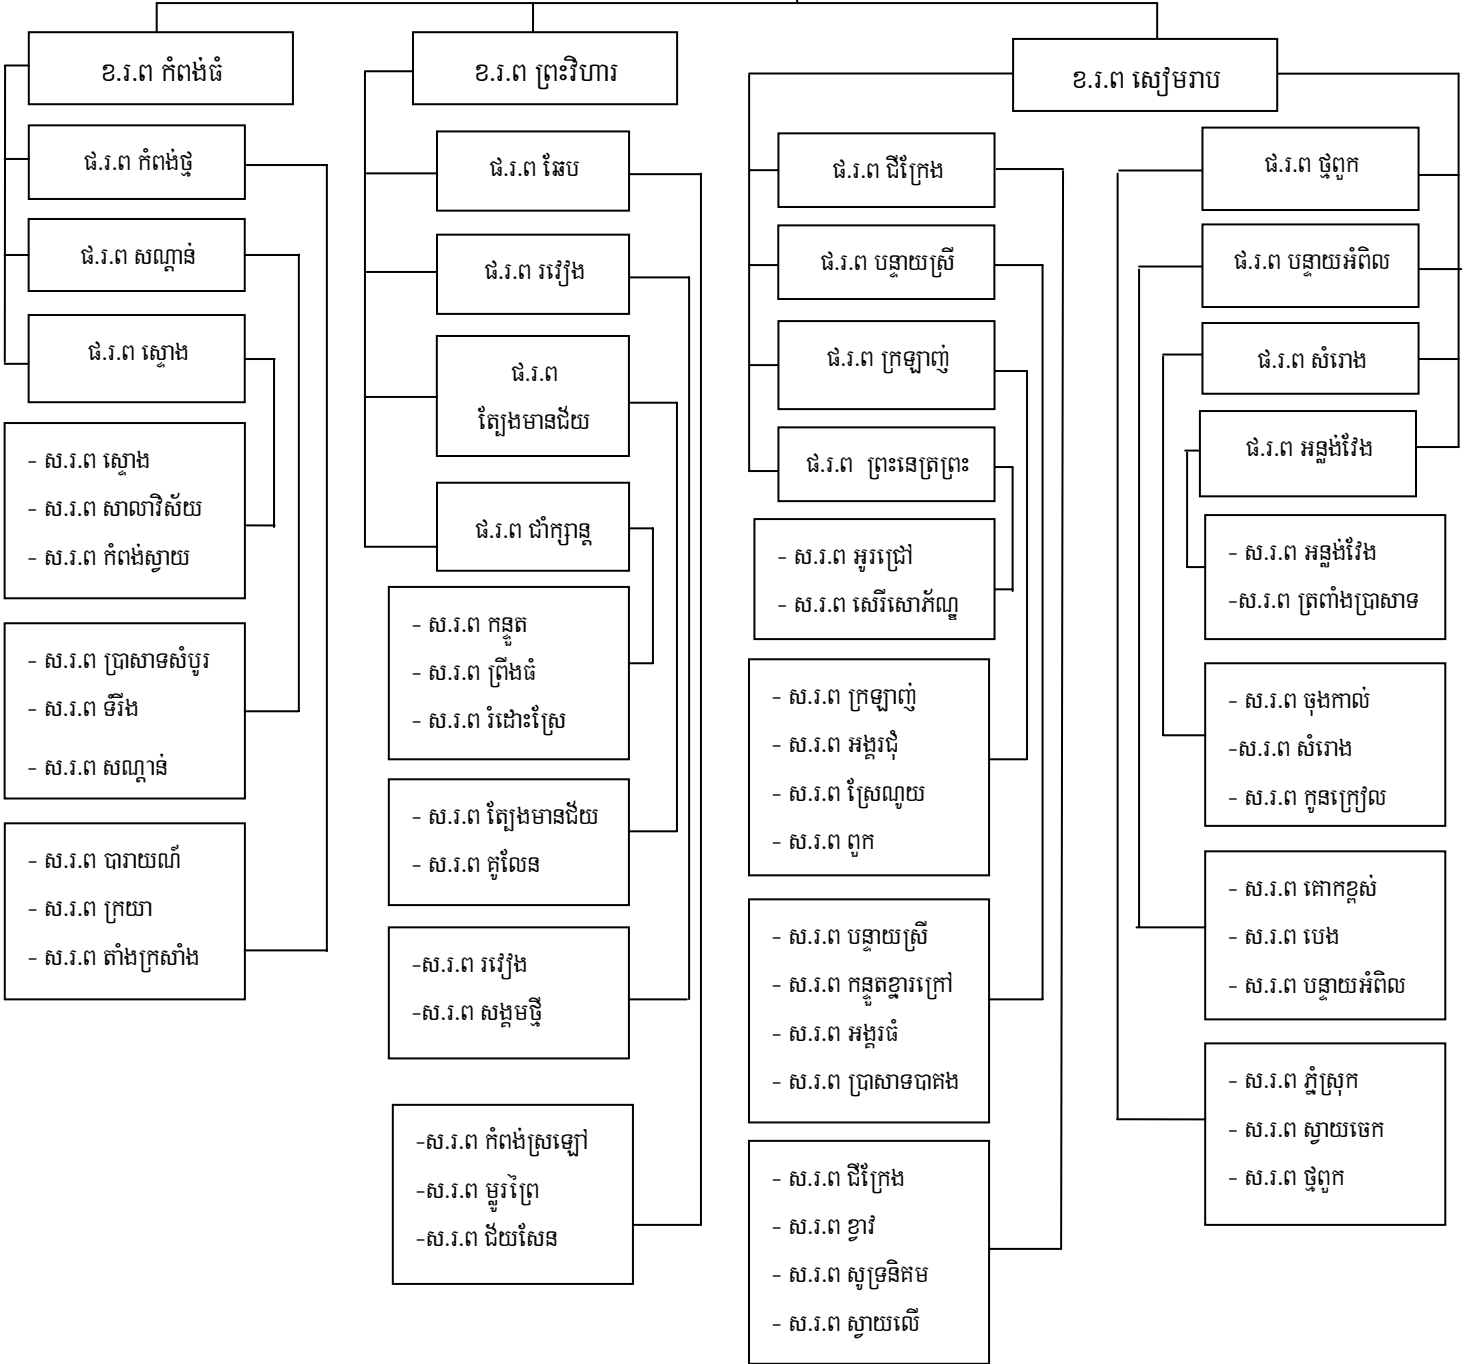 ខ.រ.ព កំពង់ធំ
ផ.រ.ព កំពង់ថ្ម
ផ.រ.ព សណ្តាន់
ផ.រ.ព ស្ទោង
- ស.រ.ព ស្ទោង
- ស.រ.ព សាលាវិស័យ
- ស.រ.ព កំពង់ស្វាយ
- ស.រ.ព ប្រាសាទសំបូរ
- ស.រ.ព ទំរីង
- ស.រ.ព សណ្តាន់
- ស.រ.ព បារាយណ៍
- ស.រ.ព ក្រយា
- ស.រ.ព តាំងក្រសាំង
ខ.រ.ព ព្រះវិហារ
ផ.រ.ព ឆែប
ផ.រ.ព រវៀង
ផ.រ.ព
ត្បែងមានជ័យ
ផ.រ.ព ជាំក្សាន្ត
- ស.រ.ព កន្ទួត
- ស.រ.ព ព្រីងធំ
- ស.រ.ព រំដោះស្រែ
- ស.រ.ព ត្បែងមានជ័យ
- ស.រ.ព គូលែន
-ស.រ.ព រវៀង
-ស.រ.ព សង្គមថ្មី
-ស.រ.ព កំពង់ស្រឡៅ
-ស.រ.ព ម្លូរព្រៃ
-ស.រ.ព ជ័យសែន
ខ.រ.ព សៀមរាប
ផ.រ.ព ជីក្រែង
ផ.រ.ព បន្ទាយស្រី
ផ.រ.ព ក្រឡាញ់
ផ.រ.ព ព្រះនេត្រព្រះ
- ស.រ.ព អូរជ្រៅ
- ស.រ.ព សេរីសោភ័ណ្ឌ
- ស.រ.ព ក្រឡាញ់
- ស.រ.ព អង្គរជុំ
- ស.រ.ព ស្រែណូយ
- ស.រ.ព ពួក
- ស.រ.ព បន្ទាយស្រី
- ស.រ.ព កន្ទួតខ្នារក្រៅ
- ស.រ.ព អង្គរធំ
- ស.រ.ព ប្រាសាទបាគង
- ស.រ.ព ជីក្រែង
- ស.រ.ព ខ្វាវ
- ស.រ.ព សូទ្រនិគម
- ស.រ.ព ស្វាយលើ
ផ.រ.ព ថ្មពួក
ផ.រ.ព បន្ទាយអំពិល
ផ.រ.ព សំរោង
ផ.រ.ព អន្លង់វែង
- ស.រ.ព អន្លង់វែង
-ស.រ.ព ត្រពាំងប្រាសាទ
- ស.រ.ព ចុងកាល់
-ស.រ.ព សំរោង
- ស.រ.ព កូនក្រៀល
- ស.រ.ព គោកខ្ពស់
- ស.រ.ព បេង
- ស.រ.ព បន្ទាយអំពិល
- ស.រ.ព ភ្នំស្រុក
- ស.រ.ព ស្វាយចេក
- ស.រ.ព ថ្មពួក